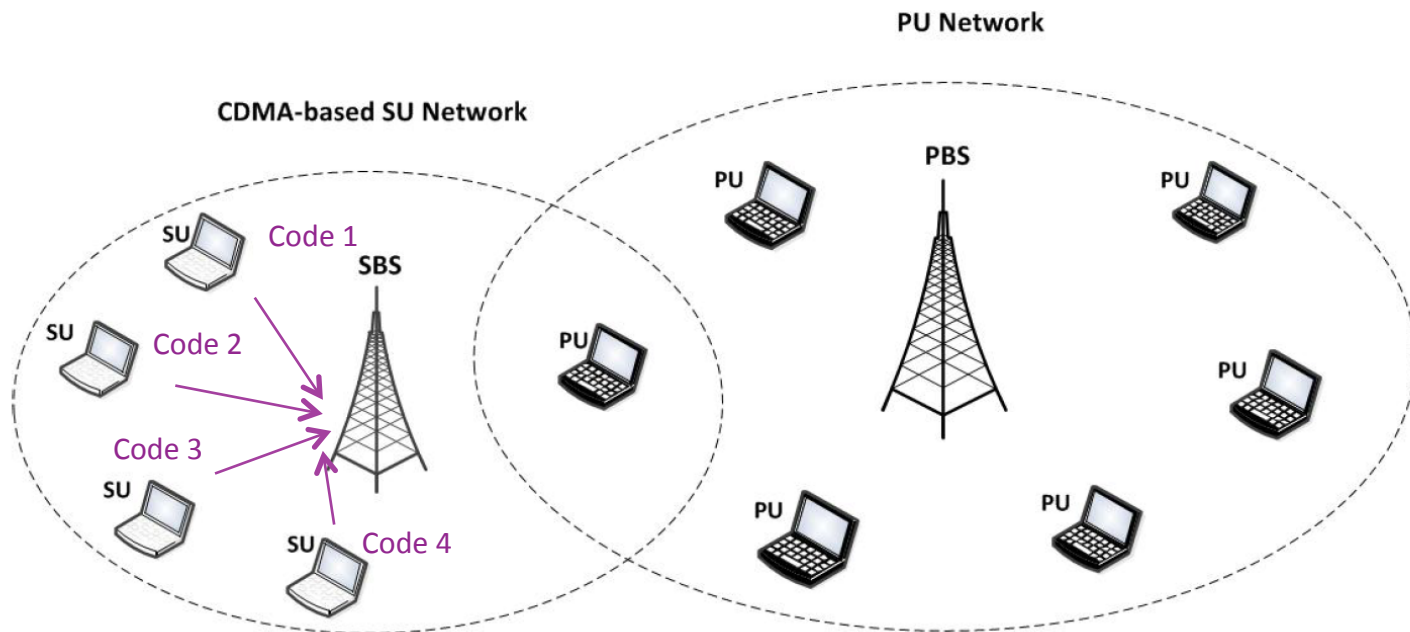 PU Network
CDMA-based SU Network
PBS
PU
PU
SU
Code 1
SBS
SU
Code 2
PU
PU
Code 3
SU
PU
PU
SU
Code 4